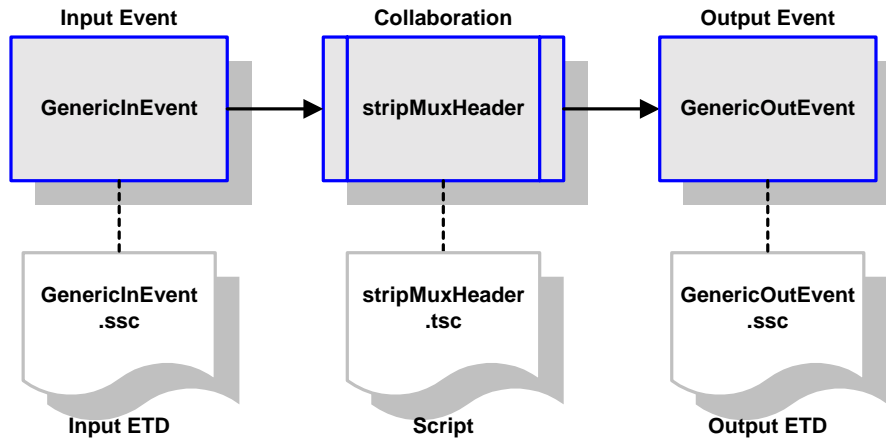 Input Event
Collaboration
Output Event
GenericInEvent
stripMuxHeader
GenericOutEvent
GenericInEvent
.ssc
stripMuxHeader
.tsc
GenericOutEvent
.ssc
Input ETD
Script
Output ETD